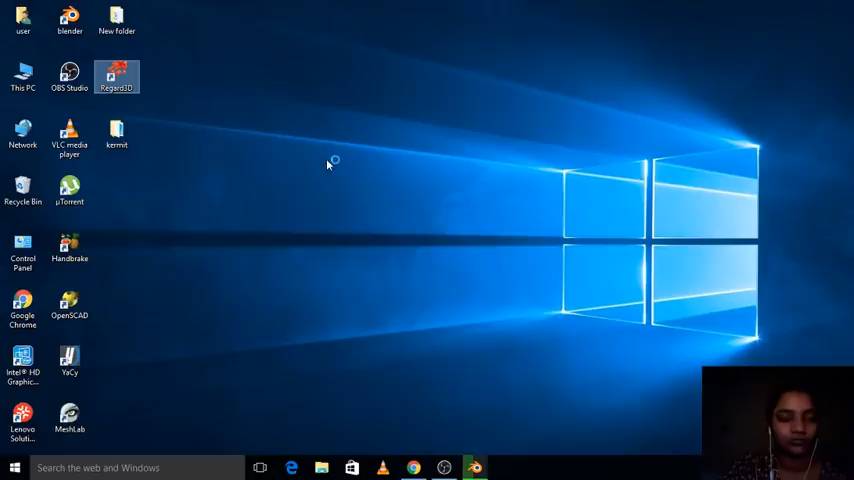 user
blender
New folder
This PC
OBS Studio
Regard3D
Network
VLC media
player
kermit
Recycle Bin
µTorrent
Control
Panel
Handbrake
Google
Chrome
OpenSCAD
Intel® HD
Graphic...
YaCy
Lenovo
Soluti...
MeshLab
Search the web and Windows